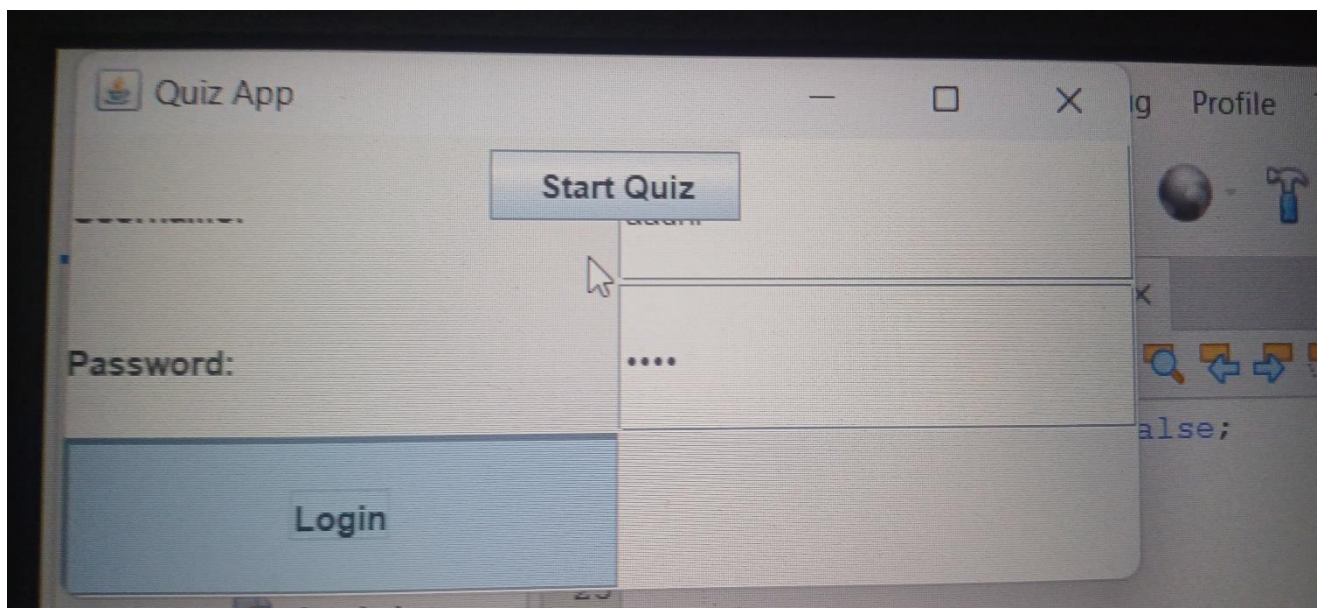 Quiz App
Profile
Start Quiz
Password:
••••
alse;
Login